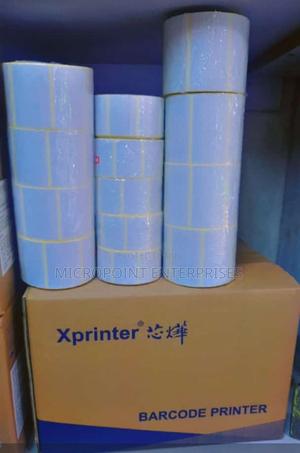 MICROPOINT ENTERPRISES
Xprinter® 芯烨
BARCODE PRINTER